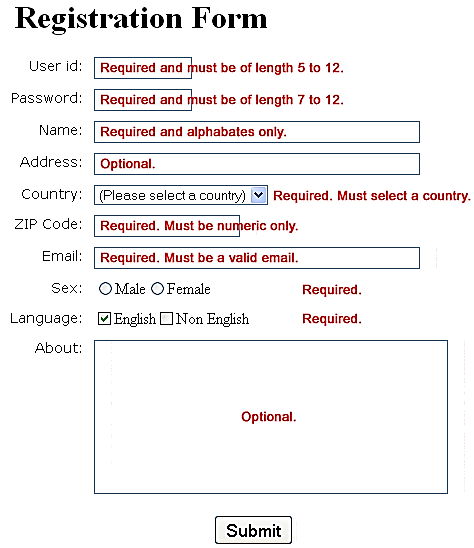 Registration Form
User id: Required and must be of length 5 to 12.
Password: Required and must be of length 7 to 12.
Name: Required and alphabates only.
Address: Optional.
Country: (Please select a country) Required. Must select a country.
ZIP Code: Required. Must be numeric only.
Email: Required. Must be a valid email.
Sex: Male Female Required.
Language: English Non English Required.
About:
Optional.
Submit